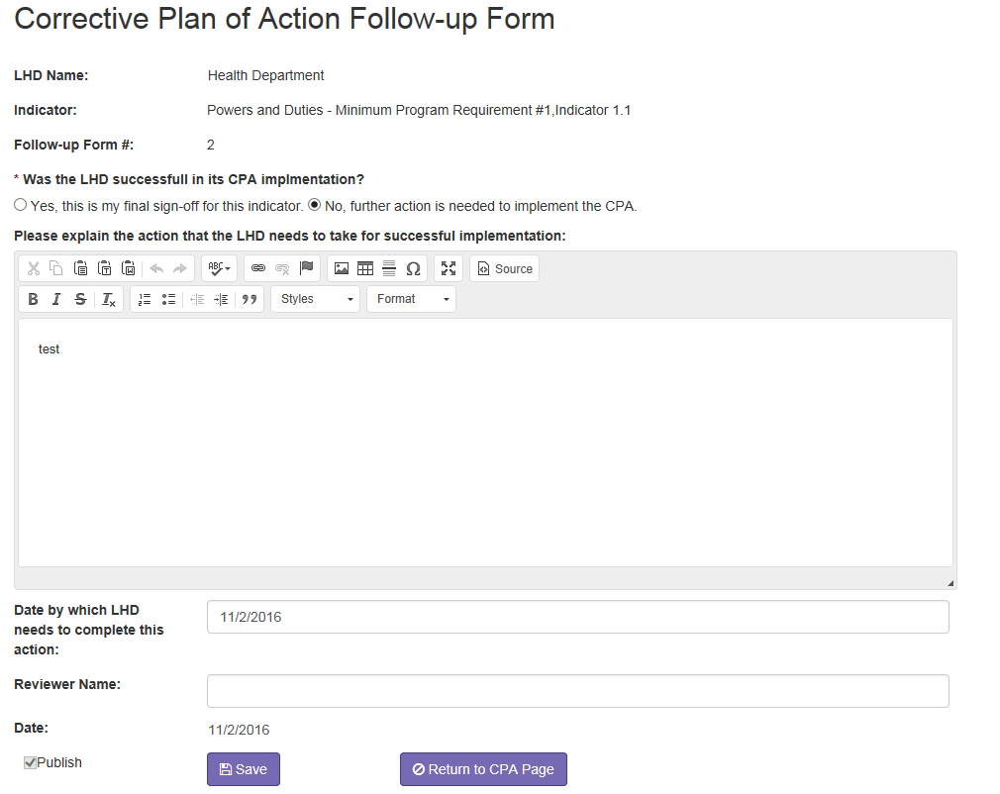 Corrective Plan of Action Follow-up Form
LHD Name: Health Department
Indicator: Powers and Duties - Minimum Program Requirement #1,Indicator 1.1
Follow-up Form #: 2
* Was the LHD successfull in its CPA implmentation?
Yes, this is my final sign-off for this indicator. No, further action is needed to implement the CPA.
Please explain the action that the LHD needs to take for successful implementation:
ABC Ω Source
B I S Ix Styles Format
test
Date by which LHD
needs to complete this
action:
11/2/2016
Reviewer Name:
Date: 11/2/2016
Publish Save Return to CPA Page